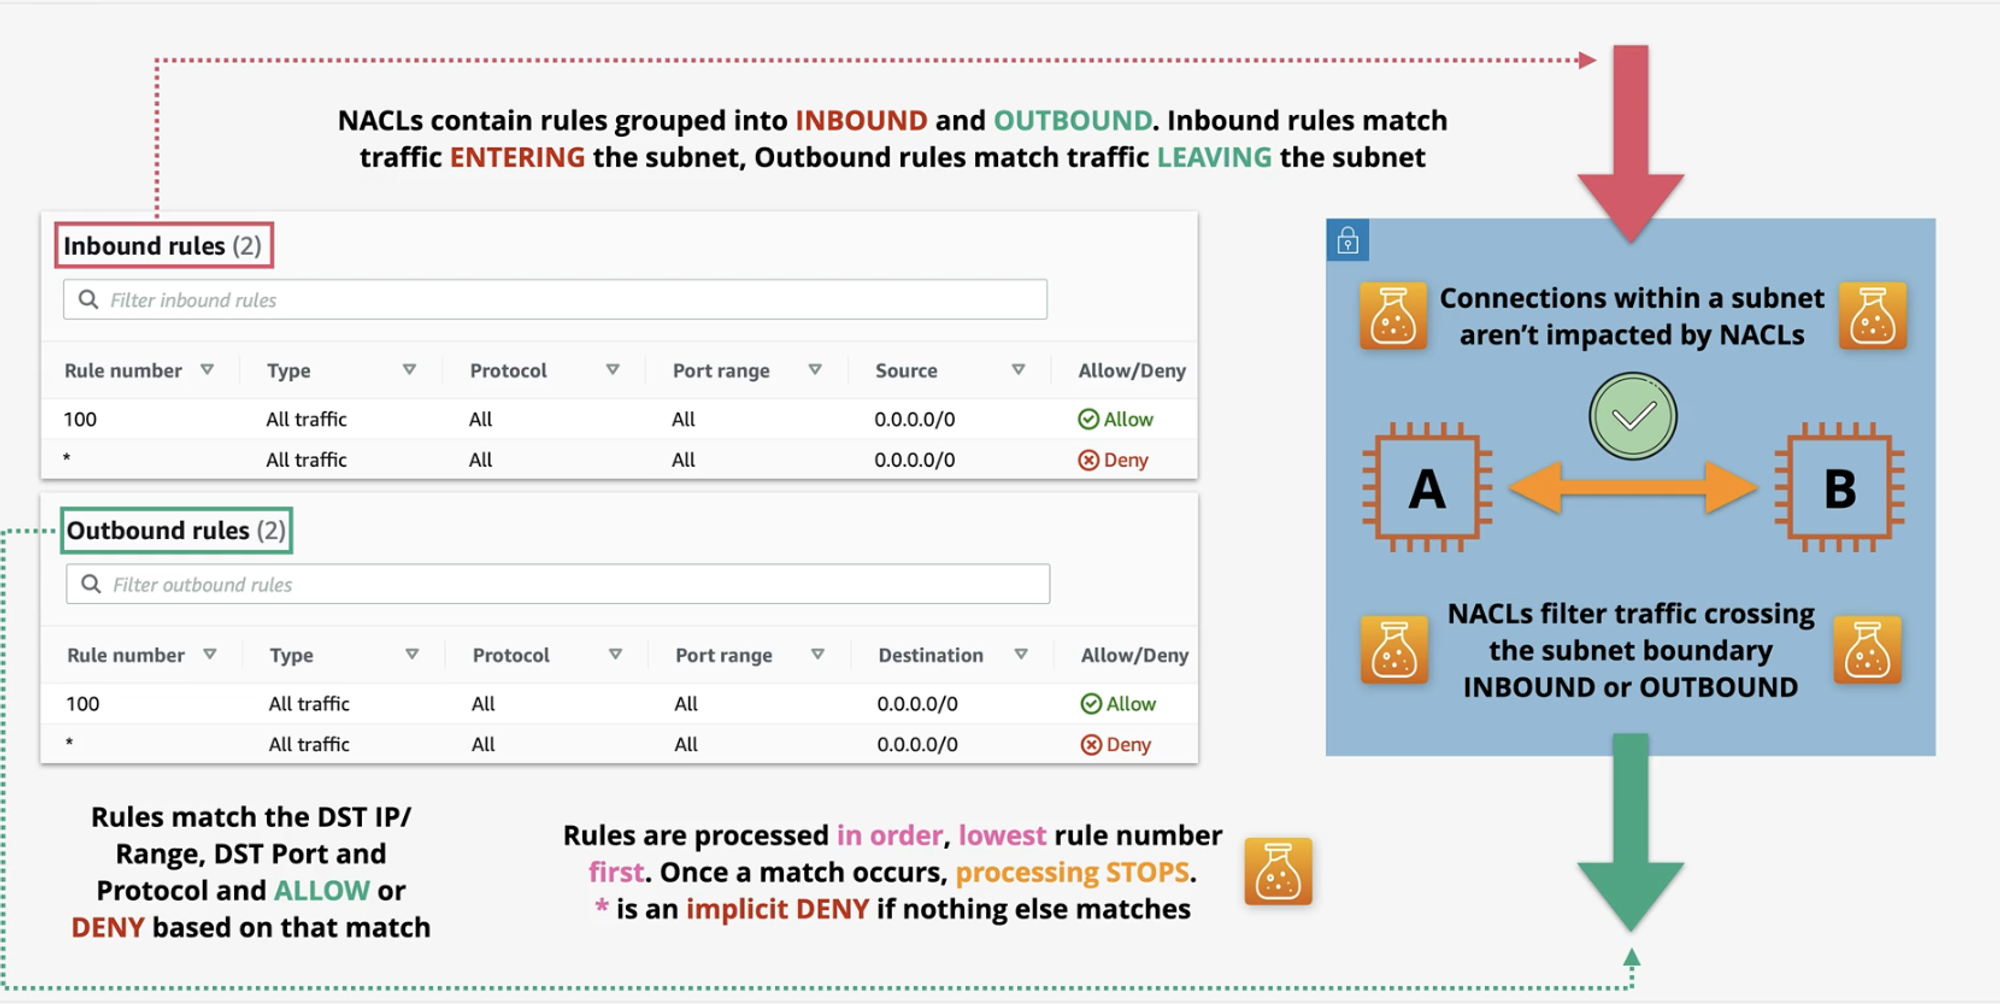 NACLs contain rules grouped into INBOUND and OUTBOUND. Inbound rules match
traffic ENTERING the subnet, Outbound rules match traffic LEAVING the subnet
Inbound rules (2)
Filter inbound rules
Rule number Type Protocol Port range Source Allow/Deny
100 All traffic All All 0.0.0.0/0 Allow
* All traffic All All 0.0.0.0/0 Deny
Outbound rules (2)
Filter outbound rules
Rule number Type Protocol Port range Destination Allow/Deny
100 All traffic All All 0.0.0.0/0 Allow
* All traffic All All 0.0.0.0/0 Deny
Connections within a subnet
aren't impacted by NACLs
A
B
NACLs filter traffic crossing
the subnet boundary
INBOUND or OUTBOUND
Rules match the DST IP/
Range, DST Port and
Protocol and ALLOW or
DENY based on that match
Rules are processed in order, lowest rule number
first. Once a match occurs, processing STOPS.
* is an implicit DENY if nothing else matches